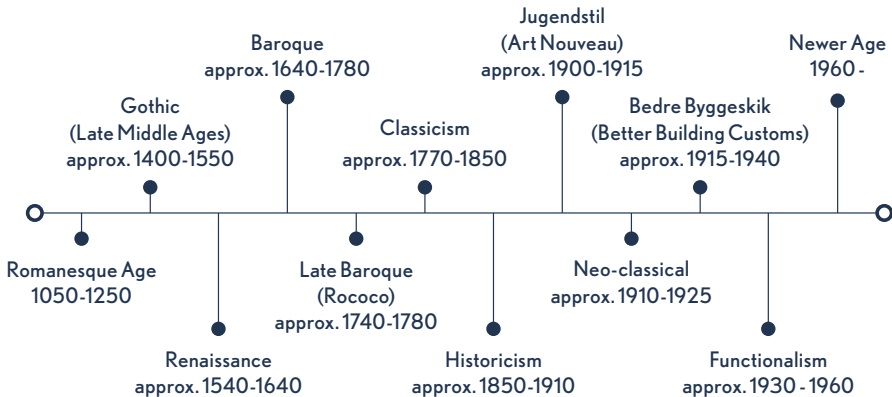 Jugendstil
(Art Nouveau)
approx. 1900-1915
Baroque
approx. 1640-1780
Newer Age
1960 -
Gothic
(Late Middle Ages)
approx. 1400-1550
Classicism
approx. 1770-1850
Bedre Byggeskik
(Better Building Customs)
approx. 1915-1940
Romanesque Age
1050-1250
Late Baroque
(Rococo)
approx. 1740-1780
Neo-classical
approx. 1910-1925
Renaissance
approx. 1540-1640
Historicism
approx. 1850-1910
Functionalism
approx. 1930 - 1960